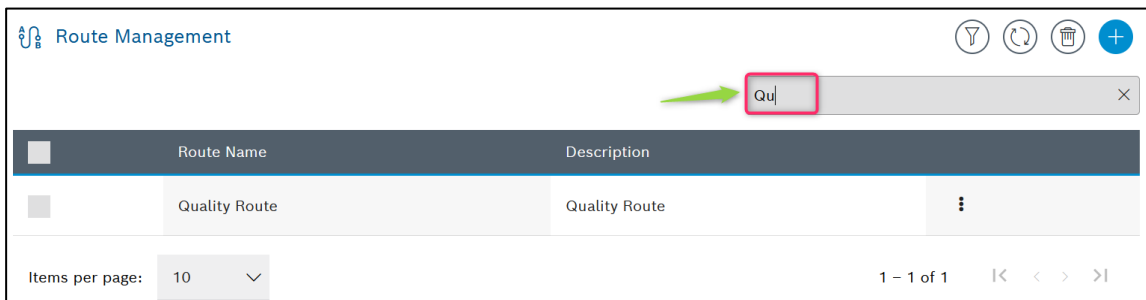 Route Management
Qu
Route Name Description
Quality Route Quality Route
Items per page: 10 1 – 1 of 1